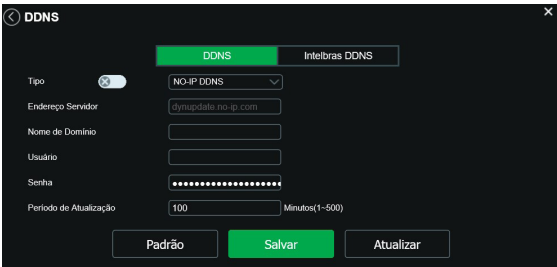 DDNS
DDNS Intelbras DDNS
Tipo NO-IP DDNS
Endereço Servidor dynupdate.no-ip.com
Nome de Domínio
Usuário
Senha ●●●●●●●●●●●●●●●●●●●●
Período de Atualização 100 Minutos(1~500)
Padrão Salvar Atualizar